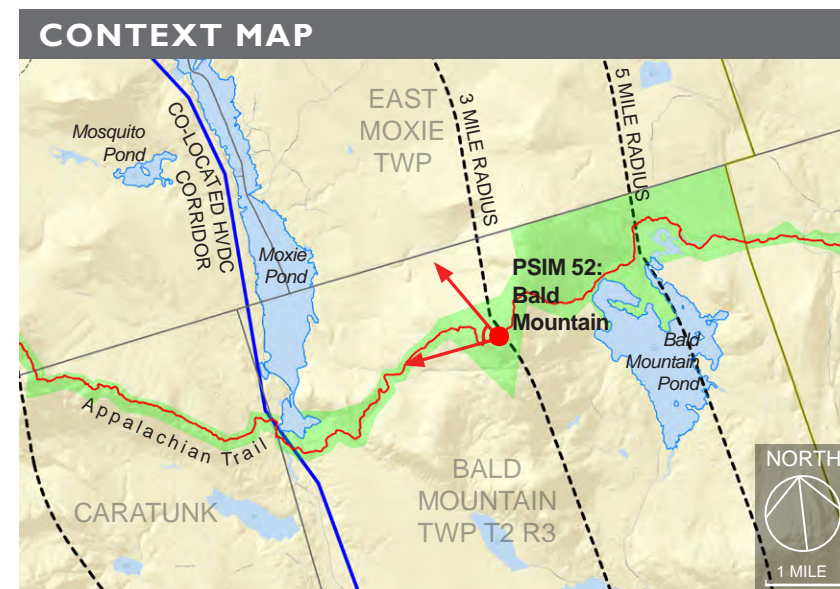 CONTEXT MAP
EAST
MOXIE
TWP
Mosquito
Pond
CO-LOCATED HVDC
CORRIDOR
3 MILE RADIUS
5 MILE RADIUS
Moxie
Pond
PSIM 52:
Bald
Mountain
Bald
Mountain
Pond
Appalachian Trail
CARATUNK
BALD
MOUNTAIN
TWP T2 R3
NORTH
1 MILE